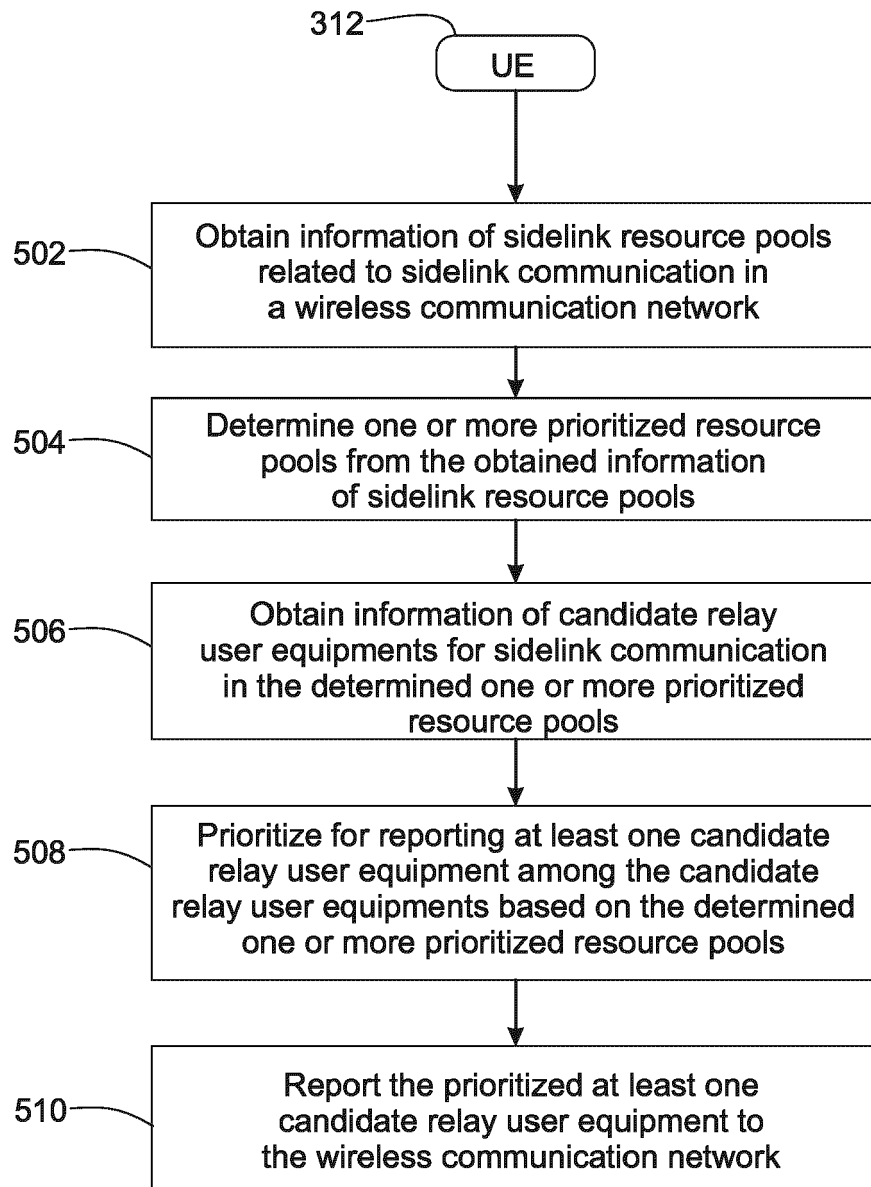 312
UE
502
Obtain information of sidelink resource pools
related to sidelink communication in
a wireless communication network
504
Determine one or more prioritized resource
pools from the obtained information
of sidelink resource pools
506
Obtain information of candidate relay
user equipments for sidelink communication
in the determined one or more prioritized
resource pools
508
Prioritize for reporting at least one candidate
relay user equipment among the candidate
relay user equipments based on the determined
one or more prioritized resource pools
510
Report the prioritized at least one
candidate relay user equipment to
the wireless communication network